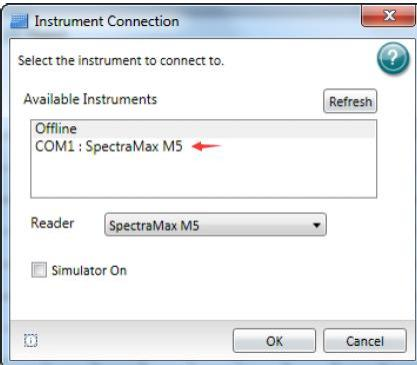 Instrument Connection
Select the instrument to connect to.
Available Instruments
Refresh
Offline
COM1 : SpectraMax M5
Reader
SpectraMax M5
Simulator On
OK
Cancel